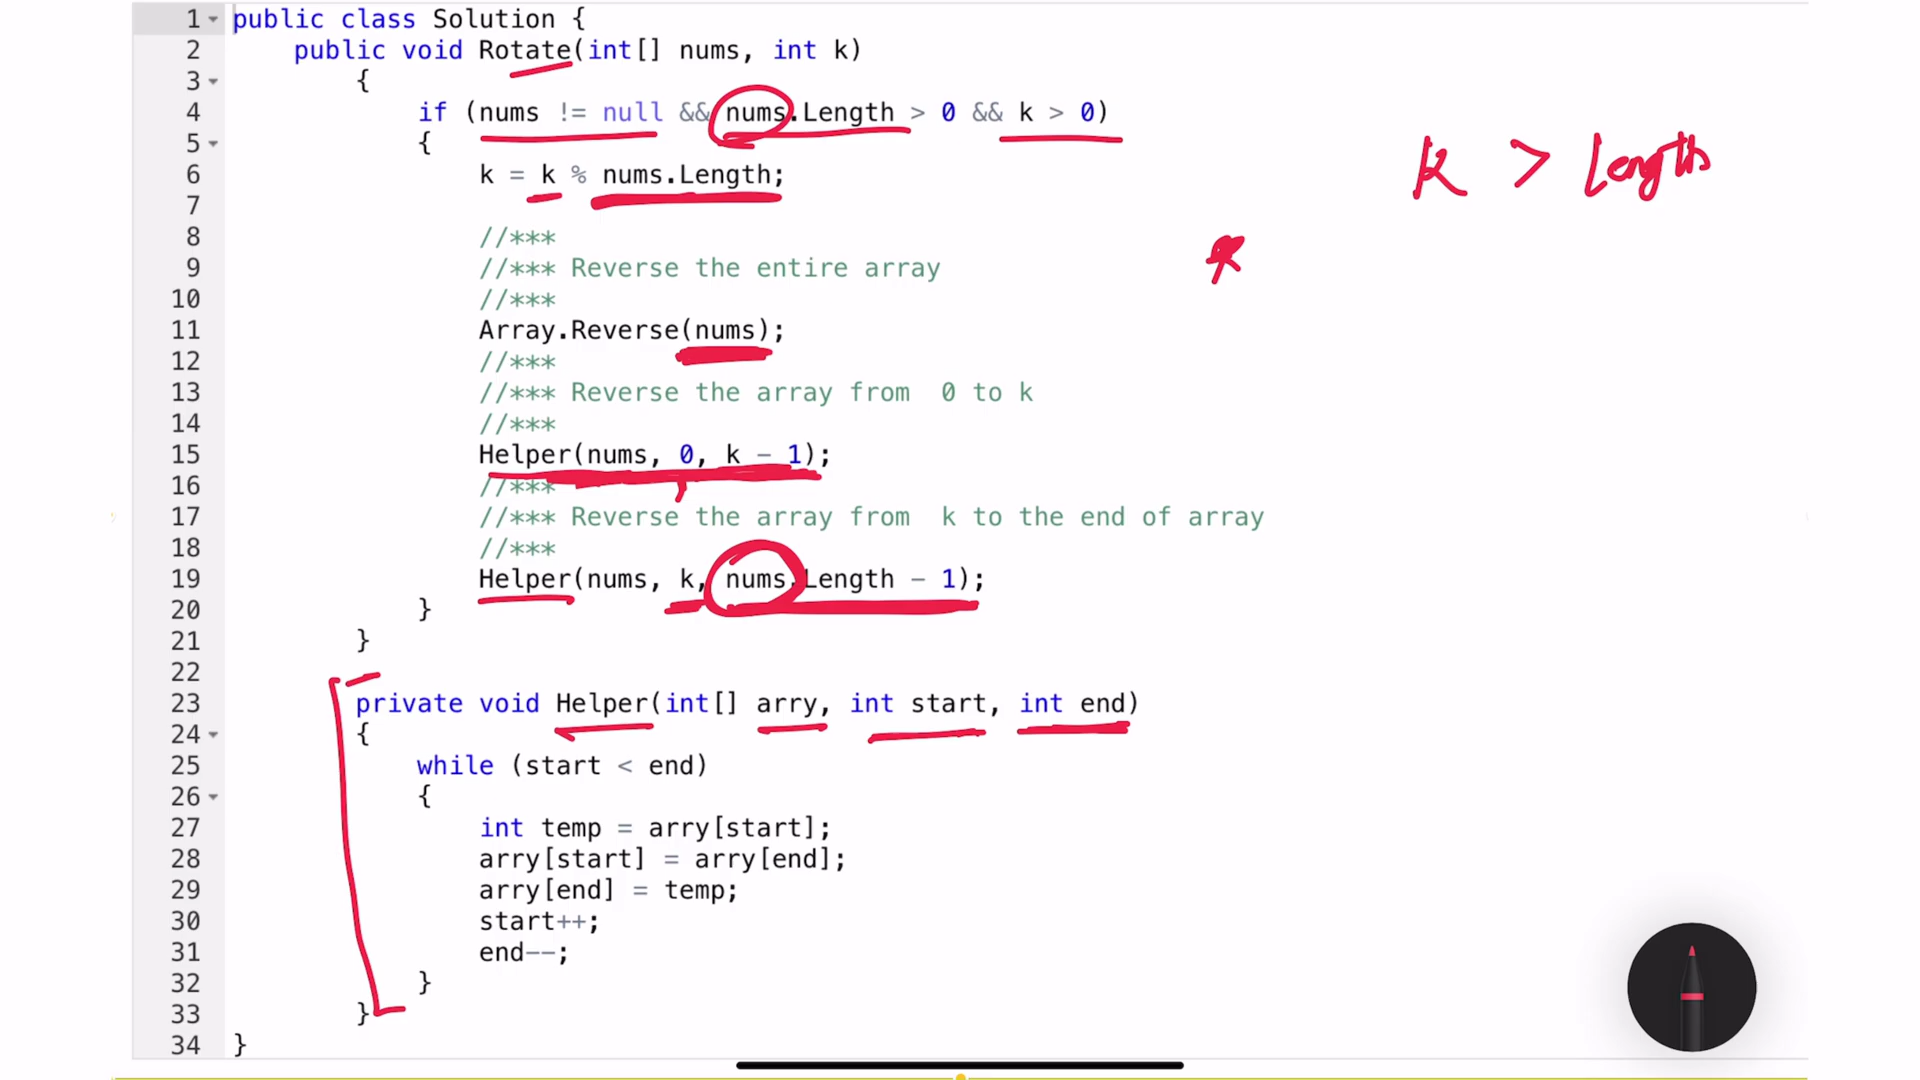 1 public class Solution {
2 public void Rotate(int[] nums, int k)
3 {
4 if (nums != null && nums.Length > 0 && k > 0)
5 {
6 k = k % nums.Length;
7
8 //***
9 //*** Reverse the entire array
10 //***
11 Array.Reverse(nums);
12 //***
13 //*** Reverse the array from  0 to k
14 //***
15 Helper(nums, 0, k - 1);
16 //***
17 //*** Reverse the array from  k to the end of array
18 //***
19 Helper(nums, k, nums.Length - 1);
20 }
21 }
22
23 private void Helper(int[] arry, int start, int end)
24 {
25 while (start < end)
26 {
27 int temp = arry[start];
28 arry[start] = arry[end];
29 arry[end] = temp;
30 start++;
31 end--;
32 }
33 }
34 }
k > Length